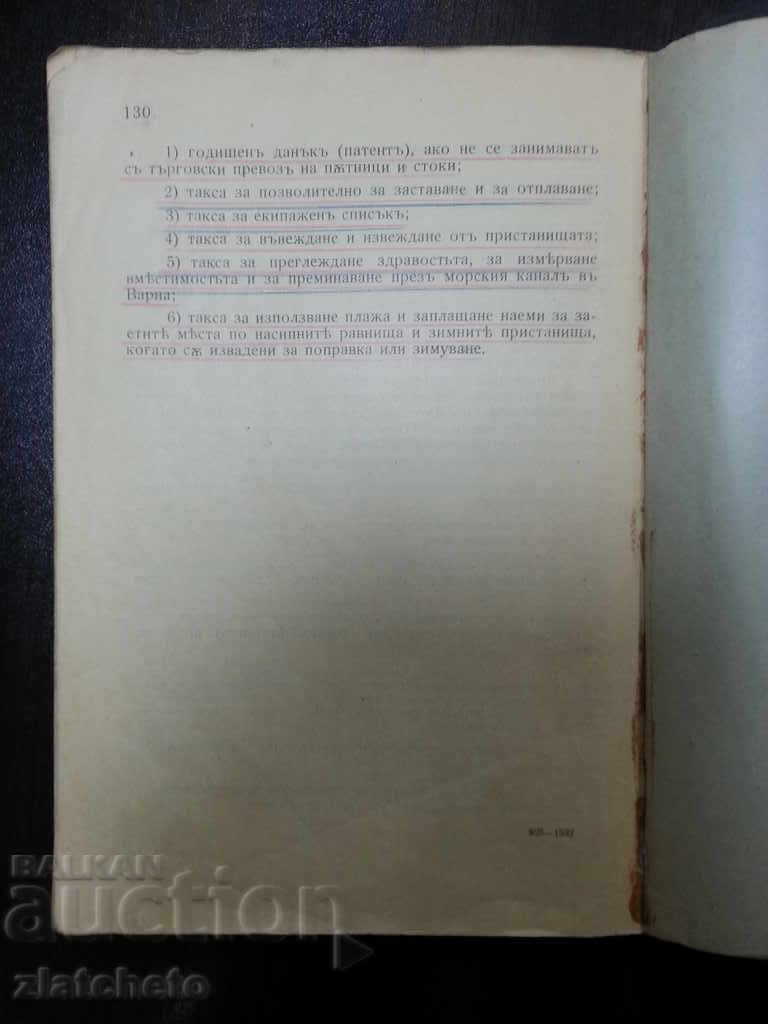 130
1) годишенъ данъкъ (патентъ), ако не се занимаватъ
съ търговски превозъ на пѫтници и стоки;
2) такса за позволително за заставане и за отплаване;
3) такса за екипаженъ списъкъ;
4) такса за въвеждане и извеждане отъ пристанищата;
5) такса за преглеждане здравостьта, за измѣрване
вмѣстимостьта и за преминаване презъ морския каналъ въ
Варна;
6) такса за използване плажа и заплащане наеми за за-
етитѣ мѣста по насипнитѣ равнища и зимнитѣ пристанища,
когато сѫ извадени за поправка или зимуване.
BALKAN
auction
zlatcheto